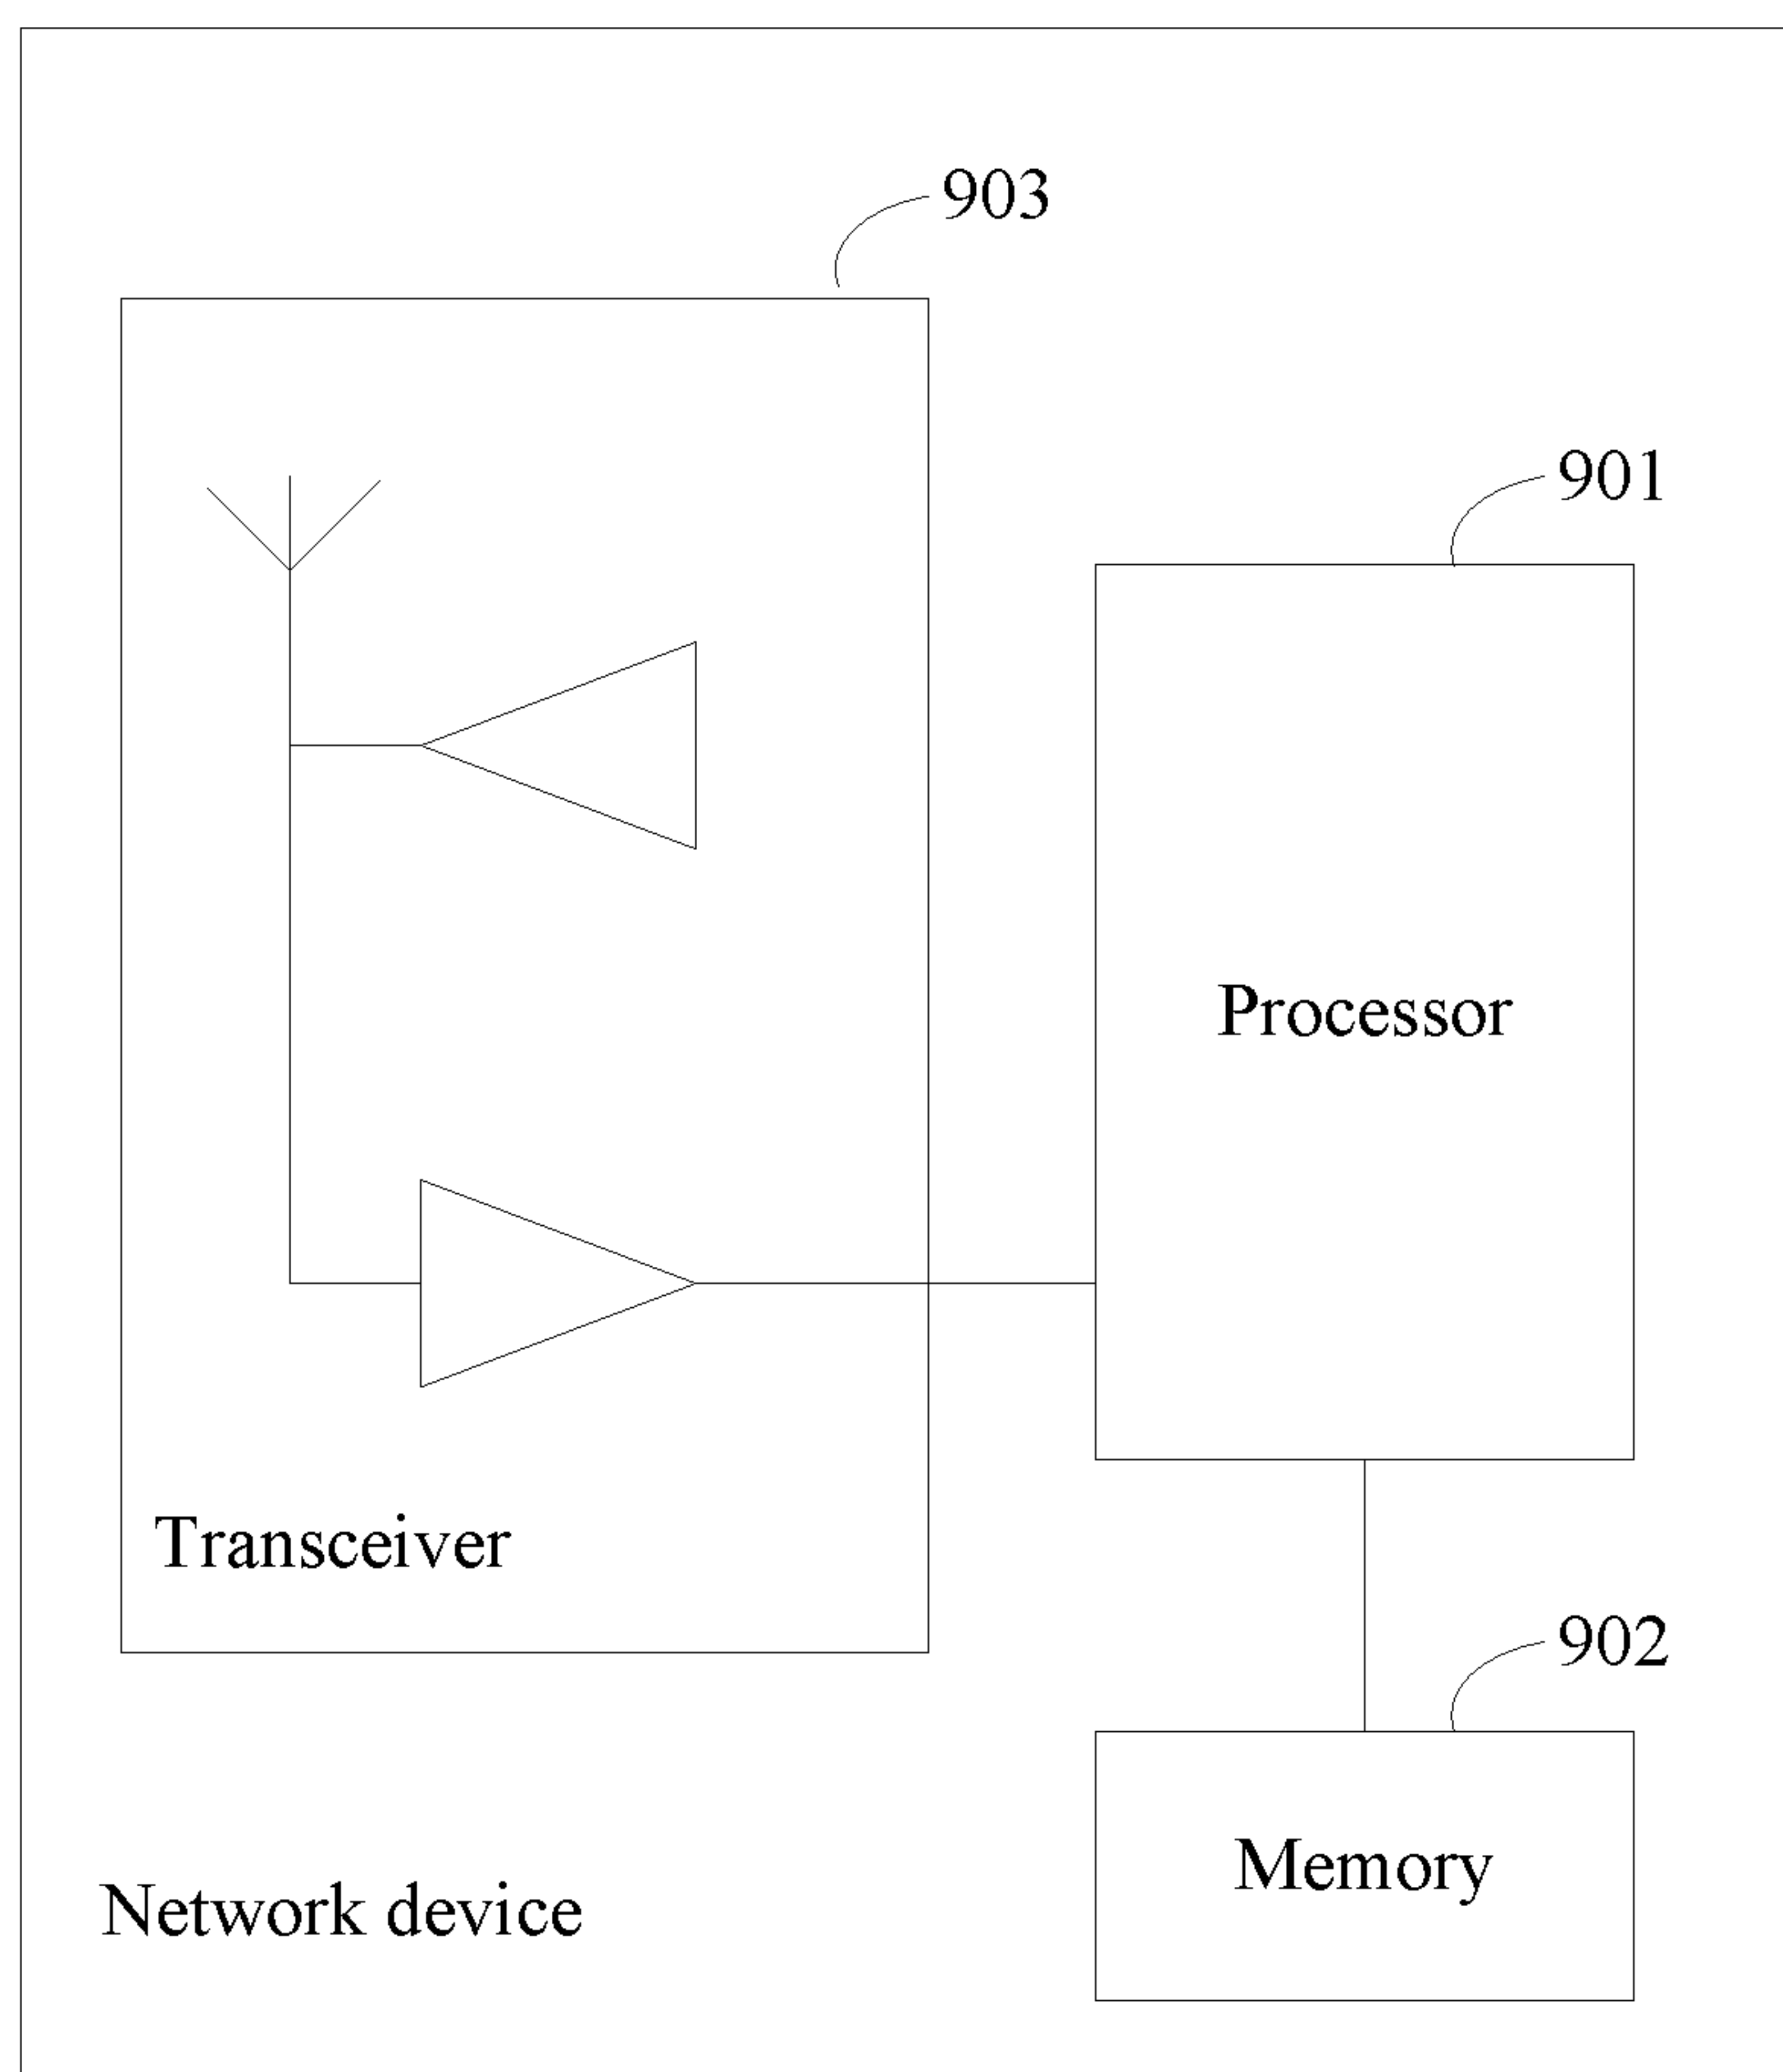 903
901
Processor
Transceiver
902
Memory
Network device